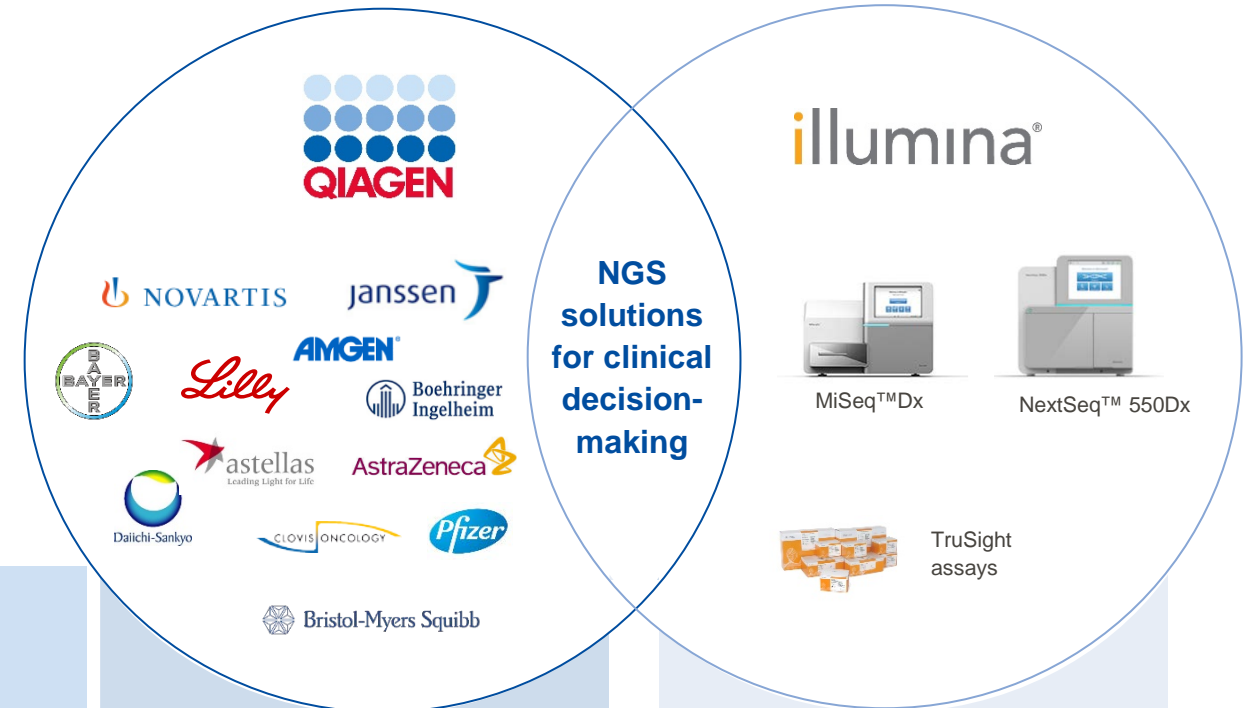 QIAGEN
illumina®
NOVARTIS
janssen
AMGEN®
BAYER
BAYER
Lilly
Boehringer
Ingelheim
astellas
Leading Light for Life
AstraZeneca
Daiichi-Sankyo
CLOVIS ONCOLOGY
Pfizer
Bristol-Myers Squibb
NGS
solutions
for clinical
decision-
making
MiSeq™Dx
NextSeq™ 550Dx
TruSight
assays